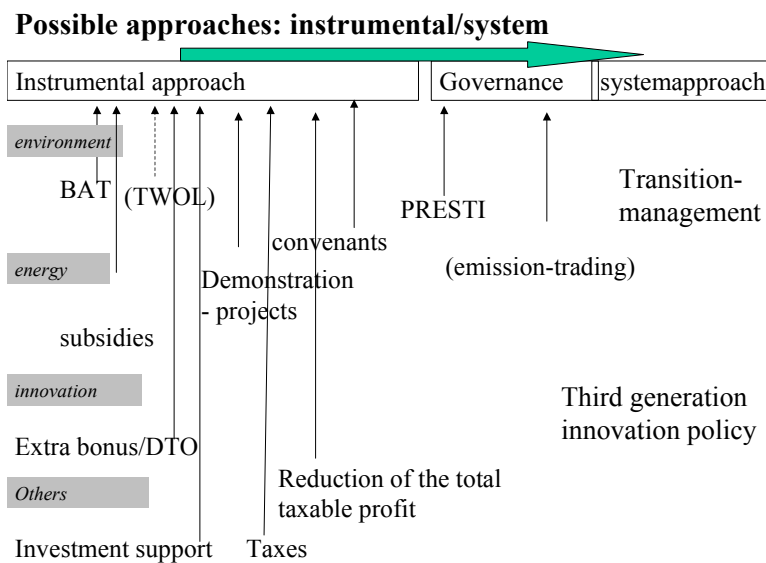 Possible approaches: instrumental/system
Instrumental approach
Governance
systemapproach
environment
BAT
(TWOL)
PRESTI
Transition-
management
convenants
energy
Demonstration
- projects
(emission-trading)
subsidies
innovation
Third generation
innovation policy
Extra bonus/DTO
Others
Reduction of the total
taxable profit
Investment support
Taxes